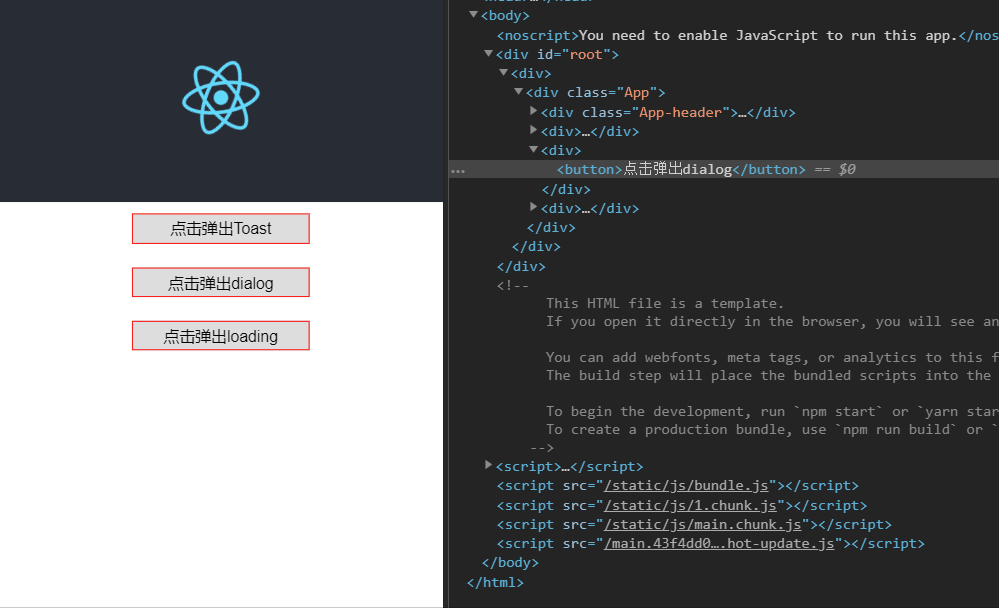 点击弹出Toast
点击弹出dialog
点击弹出loading
<body>
<noscript>You need to enable JavaScript to run this app.</nos
<div id="root">
<div>
<div class="App">
<div class="App-header">…</div>
<div>…</div>
<div>
... <button>点击弹出dialog</button> == $0
</div>
<div>…</div>
</div>
</div>
</div>
<!--
This HTML file is a template.
If you open it directly in the browser, you will see an
You can add webfonts, meta tags, or analytics to this f
The build step will place the bundled scripts into the
To begin the development, run `npm start` or `yarn star
To create a production bundle, use `npm run build` or `
-->
<script>…</script>
<script src="/static/js/bundle.js"></script>
<script src="/static/js/1.chunk.js"></script>
<script src="/static/js/main.chunk.js"></script>
<script src="/main.43f4dd0….hot-update.js"></script>
</body>
</html>